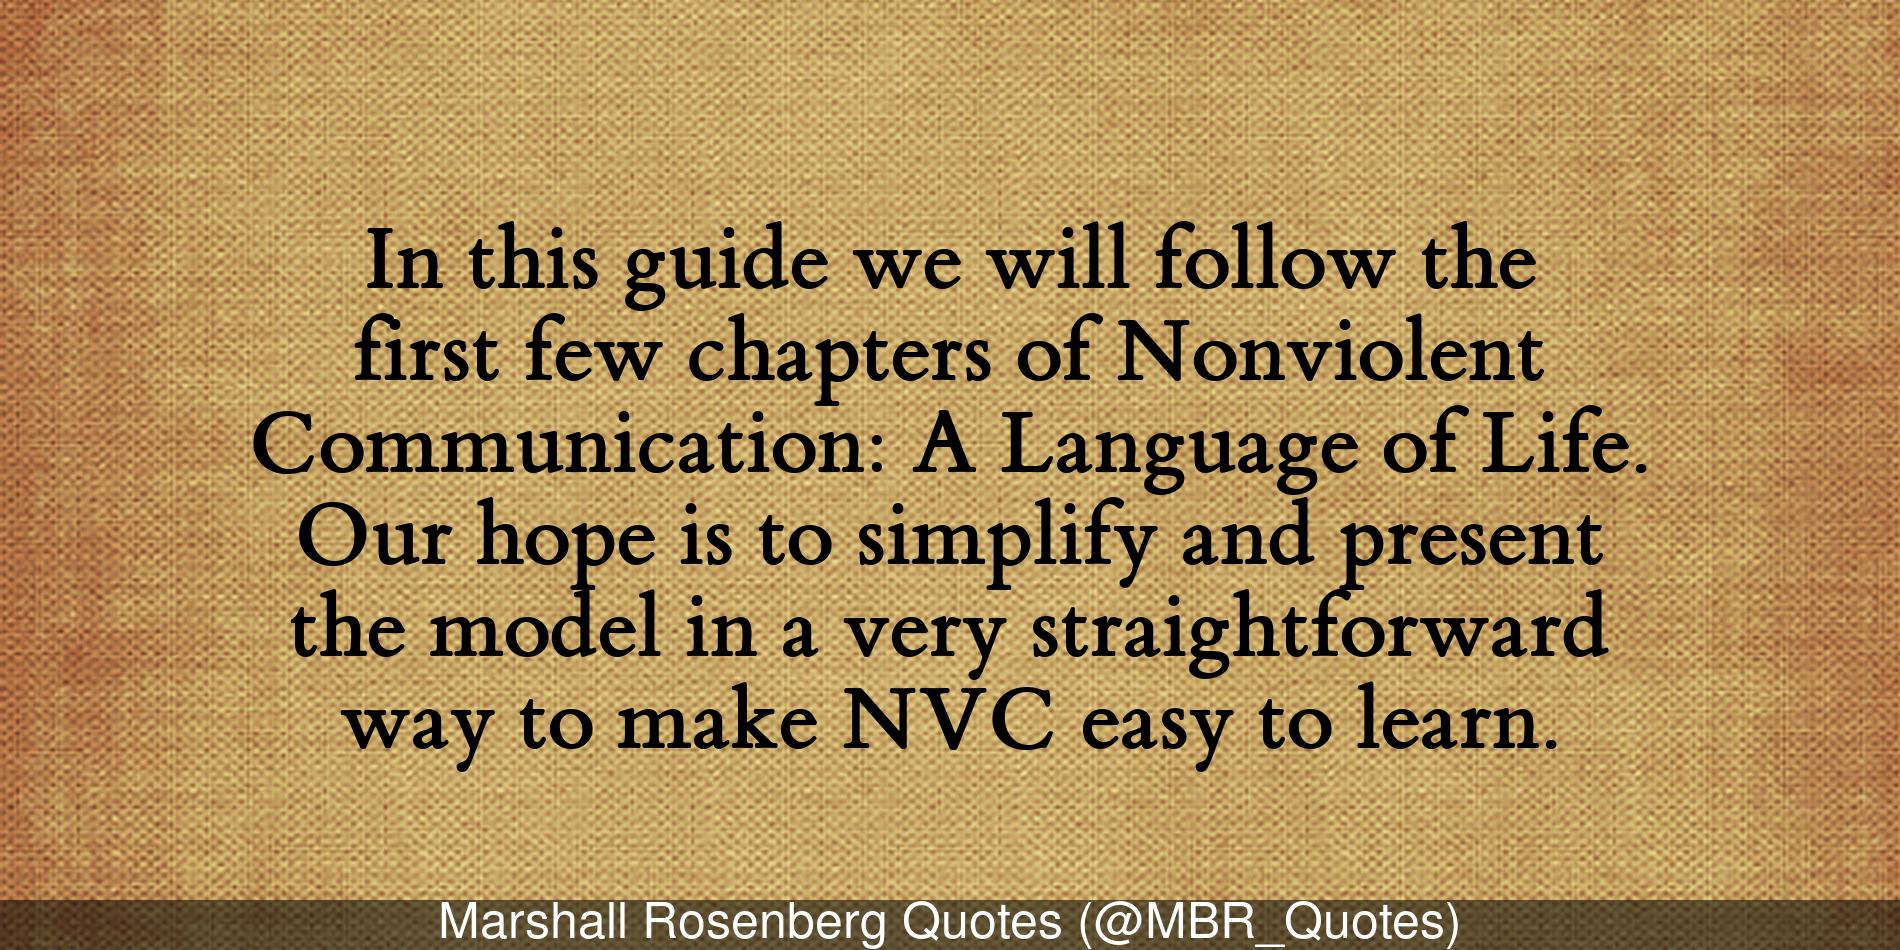 In this guide we will follow the
first few chapters of Nonviolent
Communication: A Language of Life.
Our hope is to simplify and present
the model in a very straightforward
way to make NVC easy to learn.
Marshall Rosenberg Quotes (@MBR_Quotes)